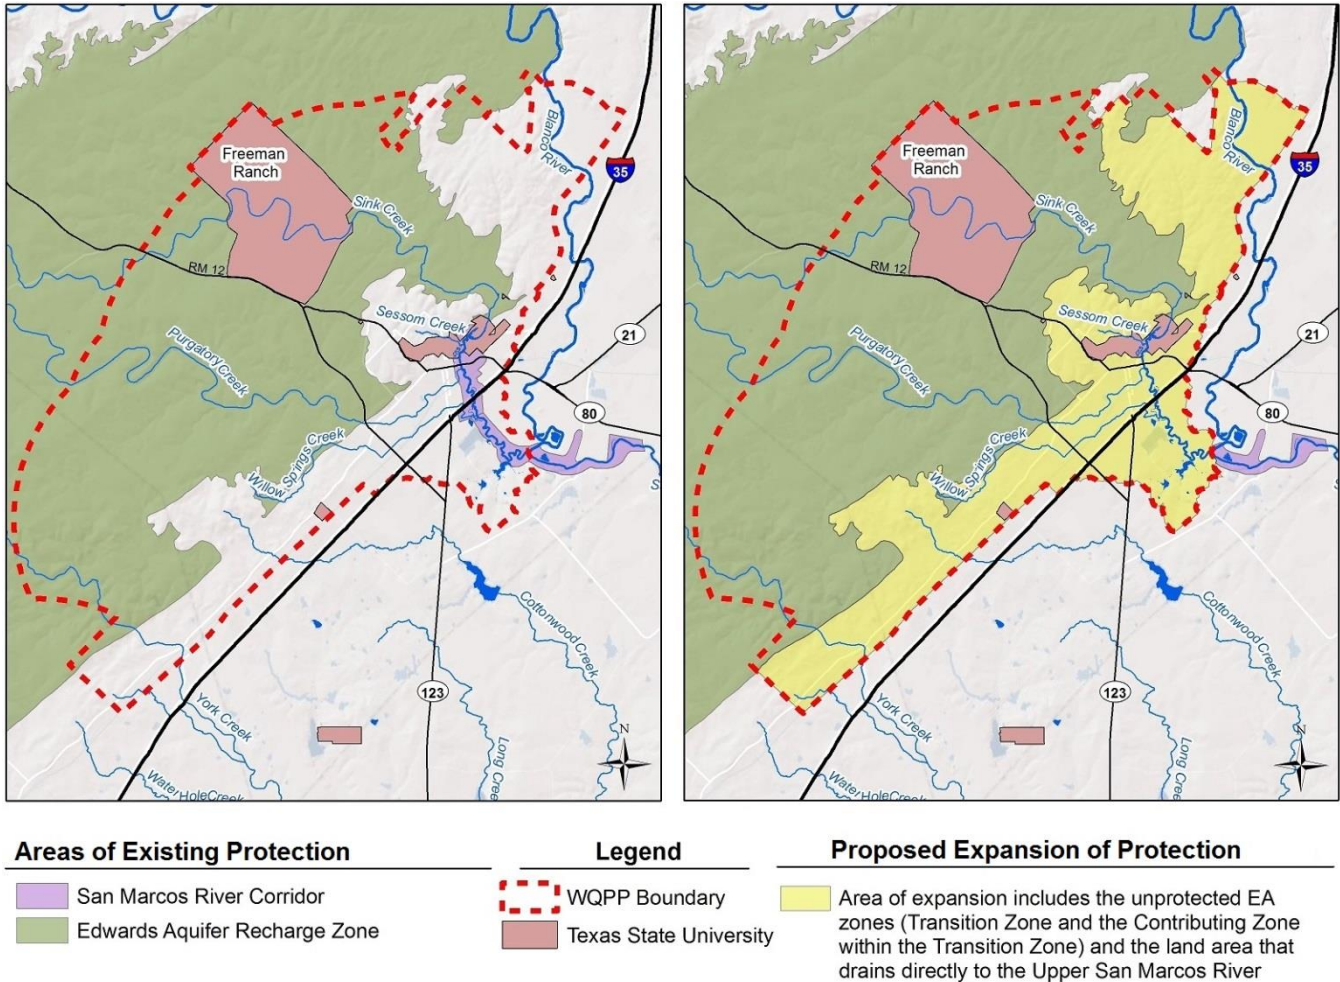 Blanco
River
Freeman
Ranch
35
Sink Creek
RM 12
Sessom Creek
21
Purgatory Creek
80
Willow Springs Creek
S
Cottonwood Creek
123
York Creek
N
Long Creek
Water Hole Creek
Blanco
River
Freeman
Ranch
35
Sink Creek
RM 12
Sessom Creek
21
Purgatory Creek
80
Willow Springs Creek
S
Cottonwood Creek
123
York Creek
N
Long Cree
Water Hole Creek
Areas of Existing Protection
San Marcos River Corridor
Edwards Aquifer Recharge Zone
Legend
WQPP Boundary
Texas State University
Proposed Expansion of Protection
Area of expansion includes the unprotected EA
zones (Transition Zone and the Contributing Zone
within the Transition Zone) and the land area that
drains directly to the Upper San Marcos River